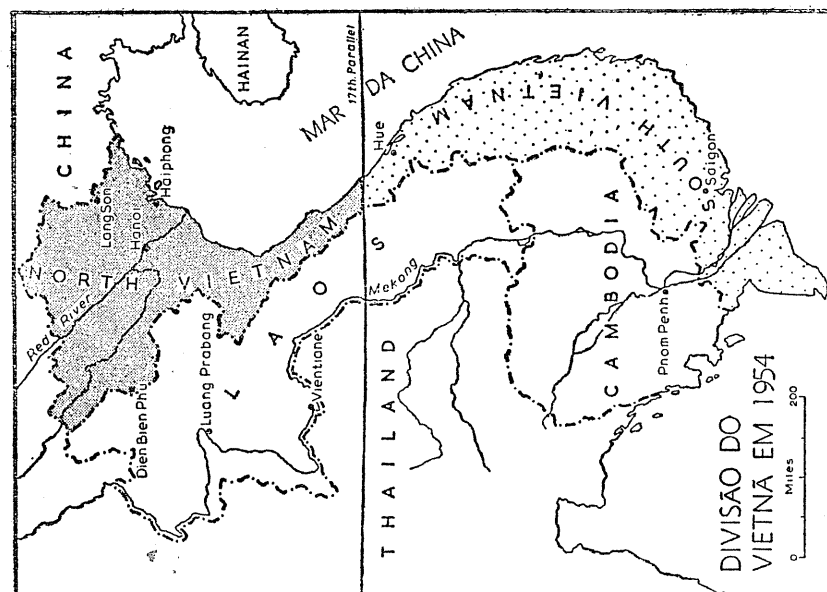 CHINA
HAINAN
Lang Son
Hanoi
Haiphong
NORTH VIETNAM
Red River
Dien Bien Phu
Luang Prabang
LAOS
Vientiane
Mekong
17th. Parallel
MAR DA CHINA
Hue
THAILAND
CAMBODIA
Pnom Penh
SOUTH VIETNAM
Saigon
DIVISÃO DO
VIETNÃ EM 1954
0 200
Miles